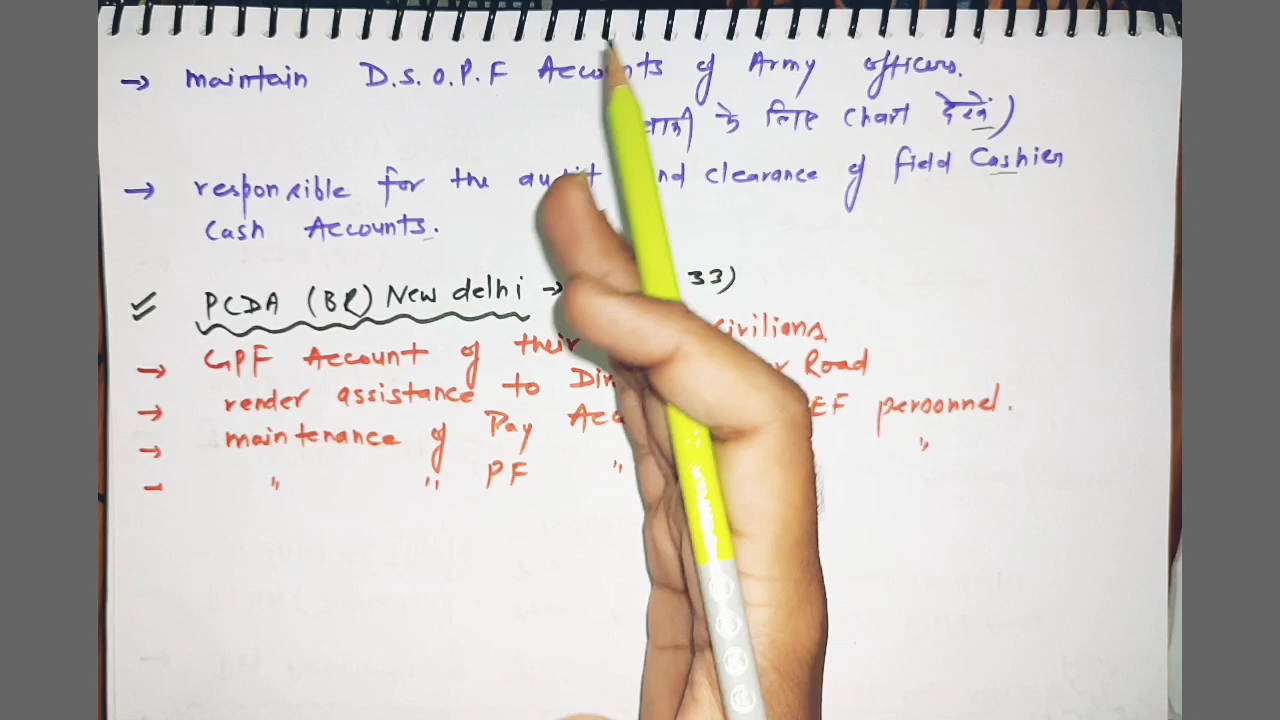 → maintain D.S.O.P.F Accounts of Army officers.
के लिए chart देखें)
→ responsible for the audit and clearance of field Cashier
Cash Accounts.
PCDA (BR) New delhi → 33)
→ GPF Account of their civilians,
→ render assistance to Road
→ maintenance of Pay EF personnel.
- " " PF " "